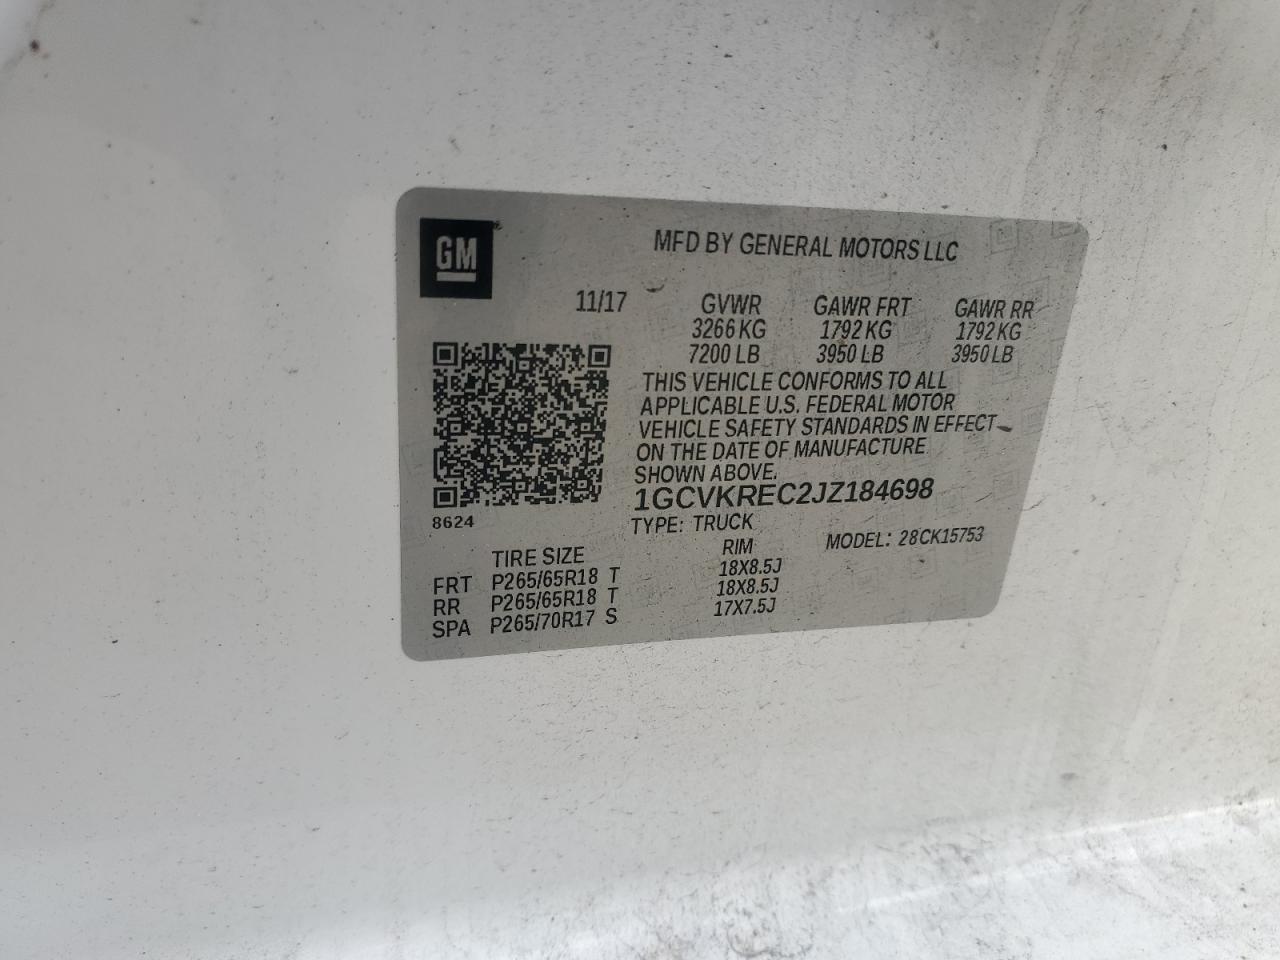 GM
MFD BY GENERAL MOTORS LLC
11/17 GVWR GAWR FRT GAWR RR
3266 KG 1792 KG 1792 KG
7200 LB 3950 LB 3950 LB
THIS VEHICLE CONFORMS TO ALL
APPLICABLE U.S. FEDERAL MOTOR
VEHICLE SAFETY STANDARDS IN EFFECT
ON THE DATE OF MANUFACTURE
SHOWN ABOVE.
1GCVKREC2JZ184698
8624
TYPE: TRUCK
MODEL: 28CK15753
TIRE SIZE RIM
FRT P265/65R18 T 18X8.5J
RR P265/65R18 T 18X8.5J
SPA P265/70R17 S 17X7.5J